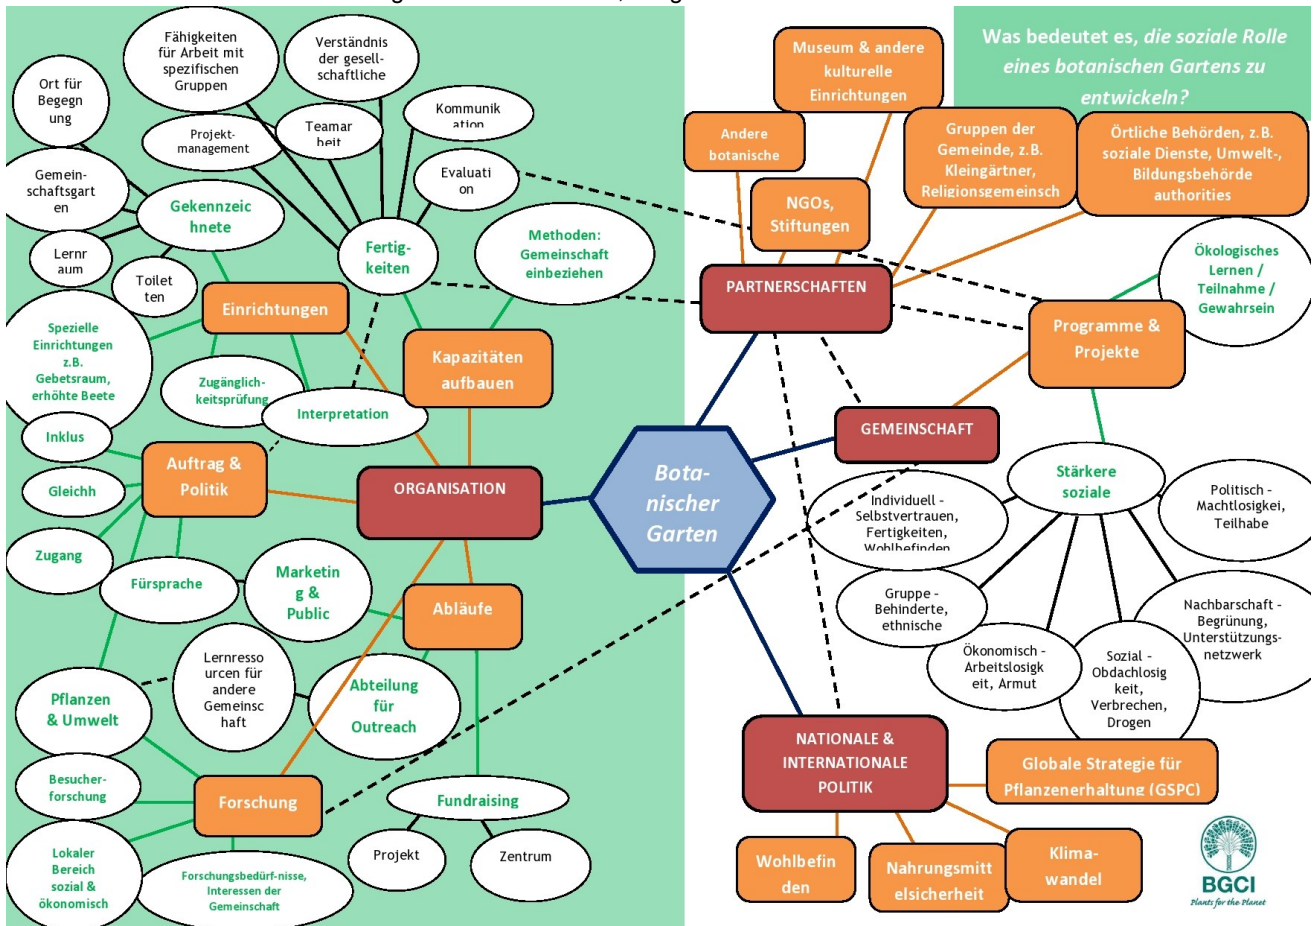 Was bedeutet es, die soziale Rolle
eines botanischen Gartens zu
entwickeln?
Fähigkeiten
für Arbeit mit
spezifischen
Gruppen
Verständnis
der gesell-
schaftliche
Ort für
Begegn
ung
Projekt-
management
Teamar
beit
Kommunik
ation
Evaluati
on
Gemein-
schaftsgart
en
Gekennzeic
hnete
Lernr
aum
Toilet
ten
Fertig-
keiten
Methoden:
Gemeinschaft
einbeziehen
Einrichtungen
Spezielle
Einrichtungen
z.B.
Gebetsraum,
erhöhte Beete
Zugänglich-
keitsprüfung
Interpretation
Kapazitäten
aufbauen
Inklus
Gleichh
Zugang
Fürsprache
Auftrag &
Politik
ORGANISATION
Marketin
g &
Public
Abläufe
Lernresso
urcen für
andere
Gemeinsc
haft
Abteilung
für
Outreach
Pflanzen
& Umwelt
Besucher-
forschung
Lokaler
Bereich
sozial &
ökonomisch
Forschung
Forschungsbedürf-nisse,
Interessen der
Gemeinschaft
Fundraising
Projekt
Zentrum
Bota-
nischer
Garten
Museum & andere
kulturelle
Einrichtungen
Andere
botanische
NGOs,
Stiftungen
Gruppen der
Gemeinde, z.B.
Kleingärtner,
Religionsgemeinsch
Örtliche Behörden, z.B.
soziale Dienste, Umwelt-,
Bildungsbehörde
authorities
PARTNERSCHAFTEN
Ökologisches
Lernen /
Teilnahme /
Gewahrsein
Programme &
Projekte
GEMEINSCHAFT
Stärkere
soziale
Individuell -
Selbstvertrauen,
Fertigkeiten,
Wohlbefinden
Politisch -
Machtlosigkei,
Teilhabe
Gruppe -
Behinderte,
ethnische
Ökonomisch -
Arbeitslosigk
eit, Armut
Sozial -
Obdachlosig
keit,
Verbrechen,
Drogen
Nachbarschaft -
Begrünung,
Unterstützungs-
netzwerk
NATIONALE &
INTERNATIONALE
POLITIK
Globale Strategie für
Pflanzenerhaltung (GSPC)
Wohlbefin
den
Nahrungsmitt
elsicherheit
Klima-
wandel
BGCI
Plants for the Planet